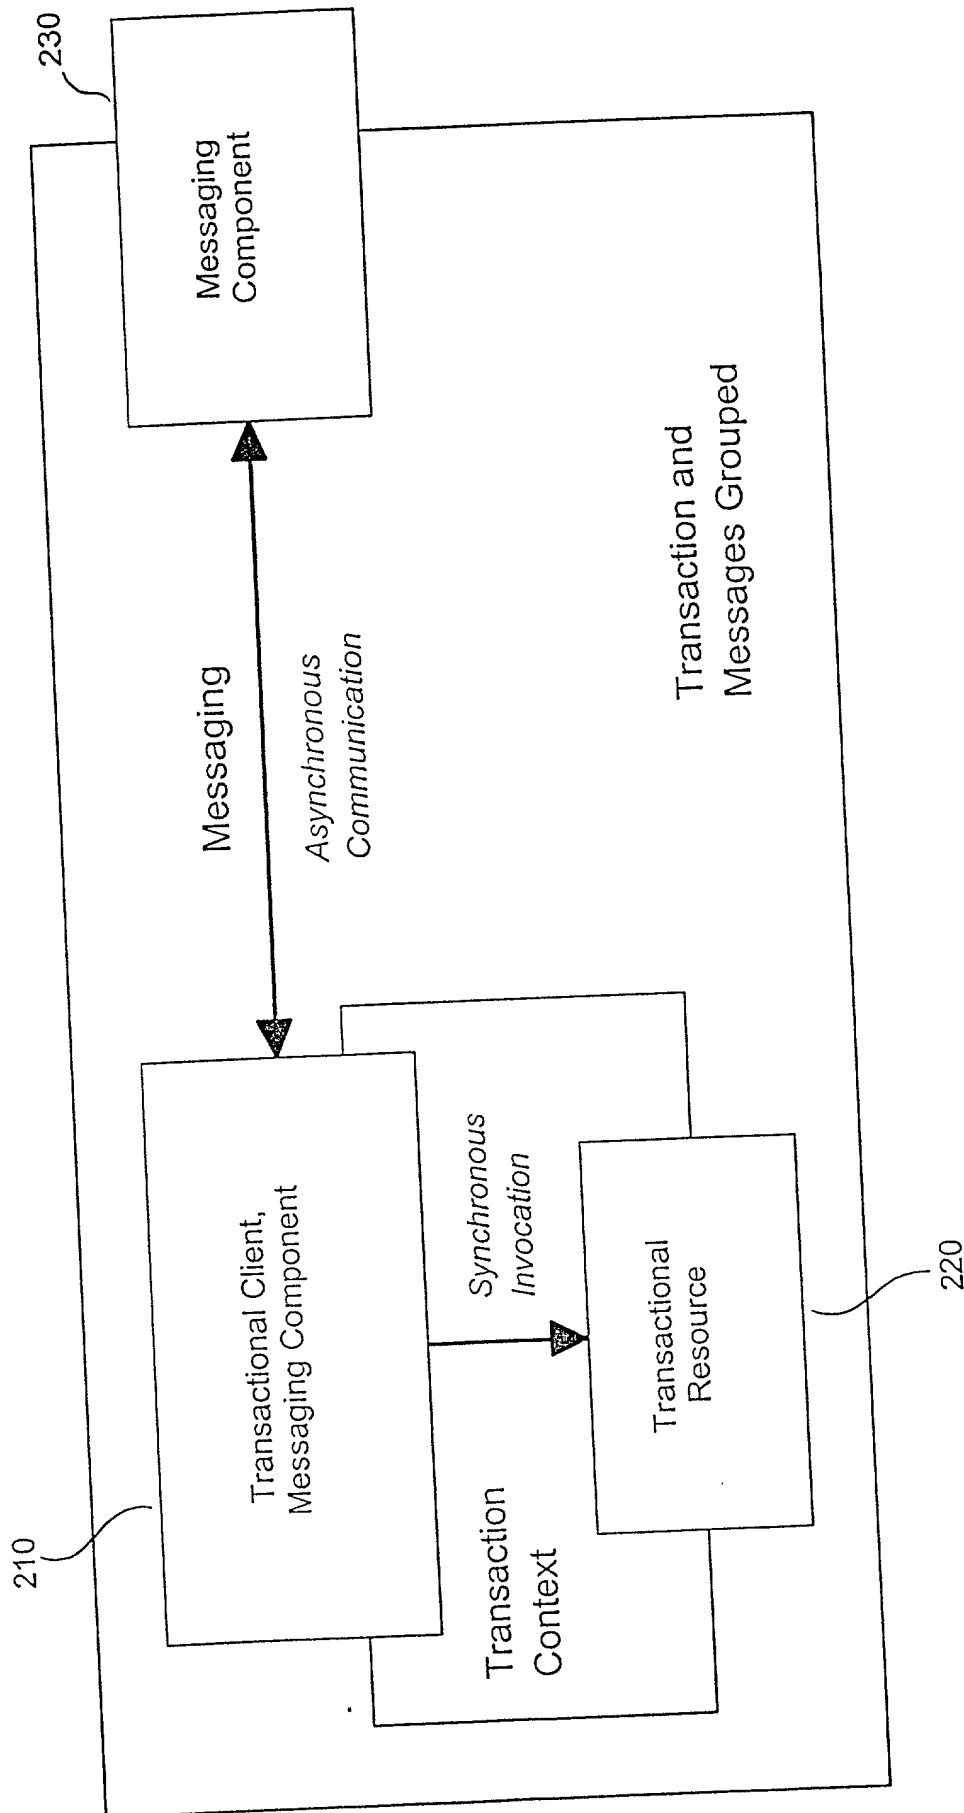 210
Transactional Client,
Messaging Component
Messaging
Asynchronous
Communication
230
Messaging
Component
Synchronous
Invocation
Transaction
Context
Transactional
Resource
220
Transaction and
Messages Grouped